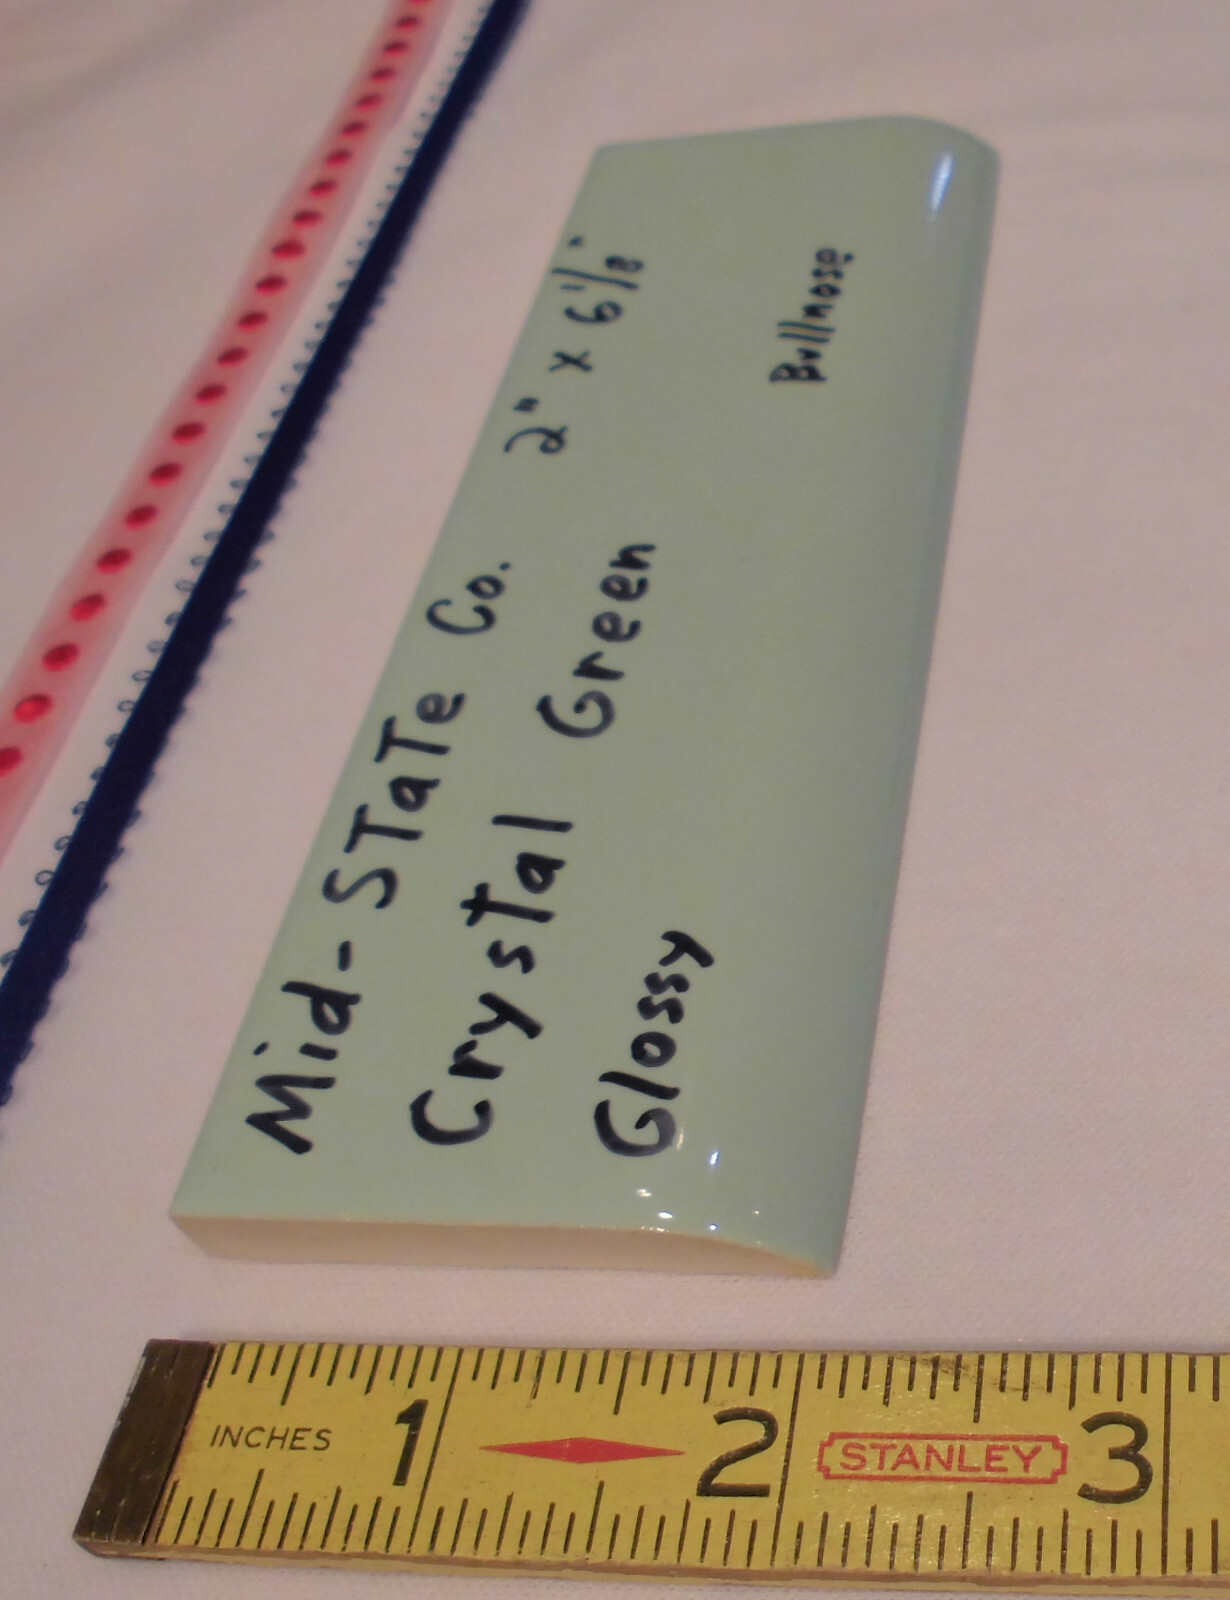 Mid-STaTe Co. 2" x 6 1/8"
Crystal Green
Glossy
Bullnose
INCHES 1 2 STANLEY 3